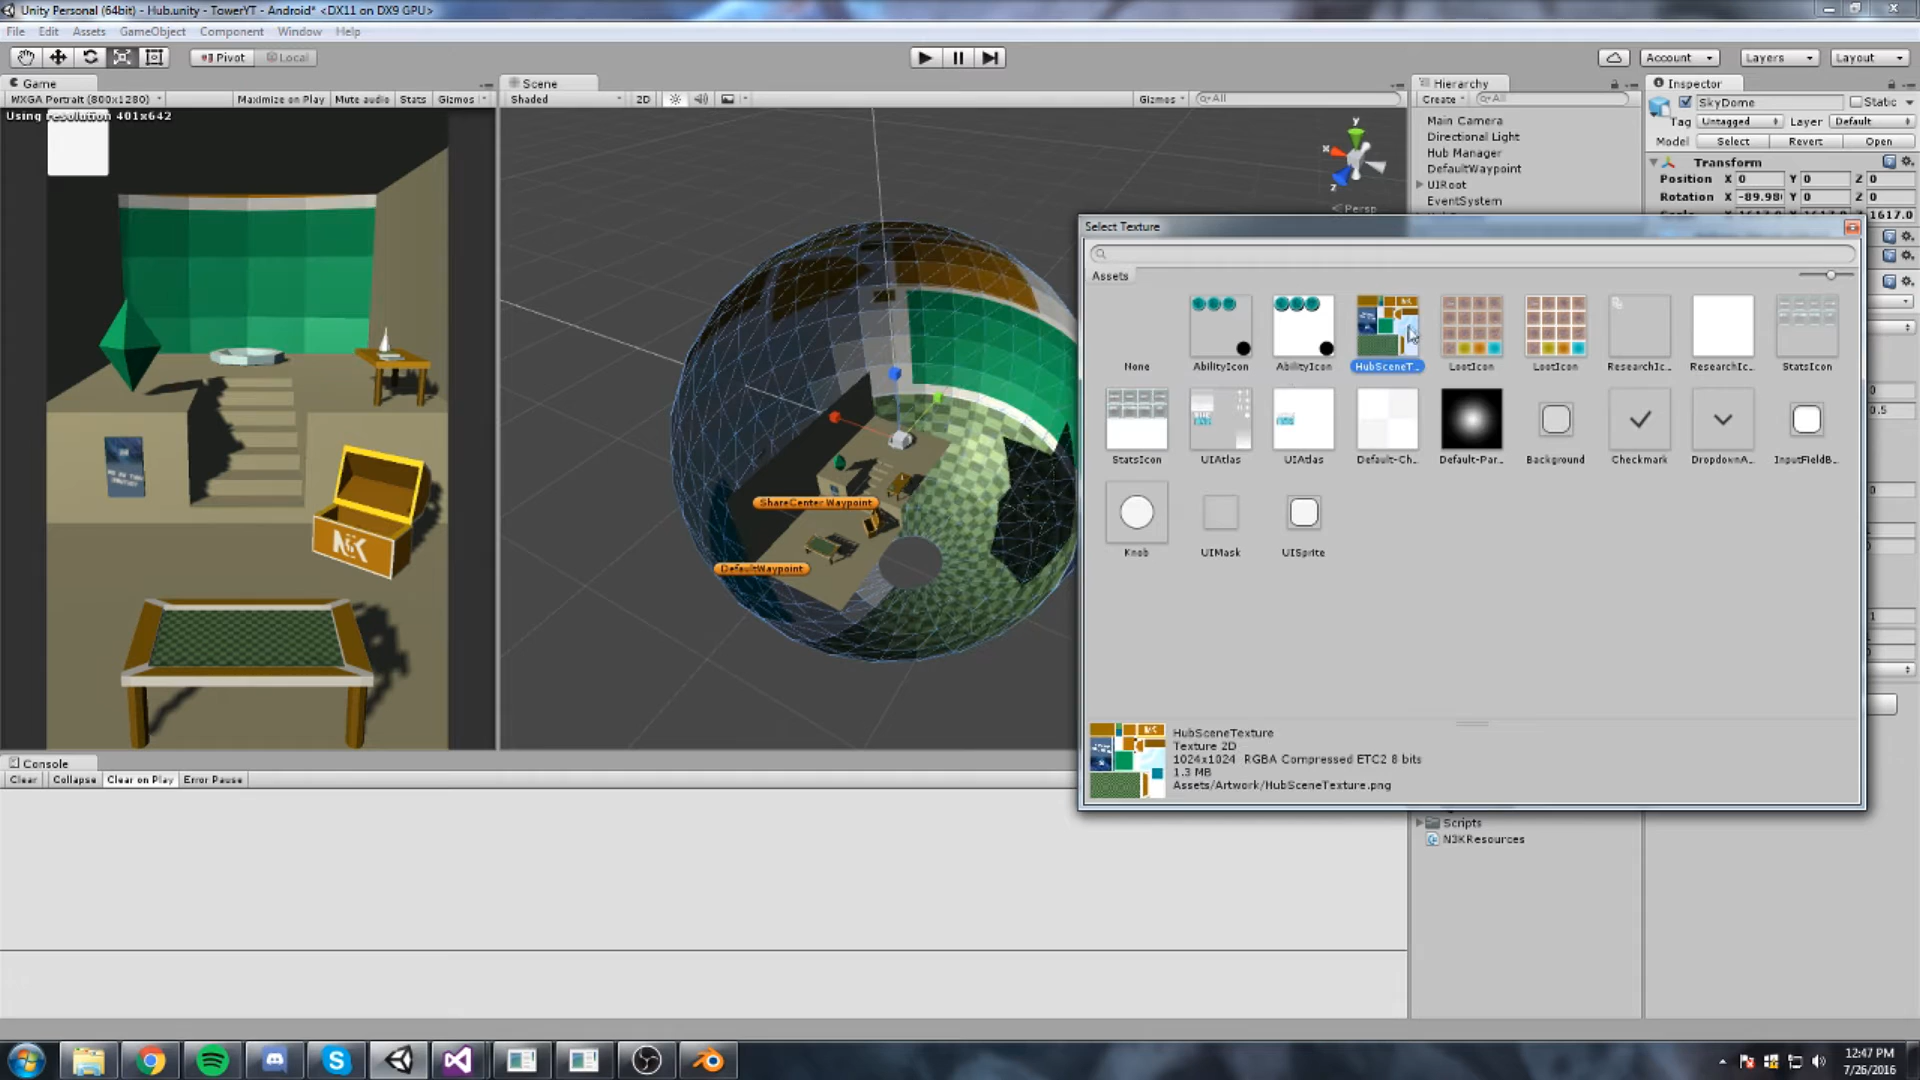 Unity Personal (64bit) - Hub.unity - TowerYT - Android* <DX11 on DX9 GPU>
File Edit Assets GameObject Component Window Help
Pivot Local Account Layers Layout
Game Scene Hierarchy Inspector
WXGA Portrait (800x1280) Maximize on Play Mute audio Stats Gizmos Shaded 2D Gizmos All Create All
Using resolution 401x642
SkyDome Static
Tag Untagged Layer Default
Model Select Revert Open
Transform
Position X 0 Y 0 Z 0
Rotation X -89.98 Y 0 Z 0
1617.0
Main Camera
Directional Light
Hub Manager
DefaultWaypoint
UIRoot
EventSystem
y
x
z
Persp
Select Texture
Assets
None AbilityIcon AbilityIcon HubSceneT... LootIcon LootIcon ResearchIc... ResearchIc... StatsIcon
StatsIcon UIAtlas UIAtlas Default-Ch... Default-Par... Background Checkmark DropdownA... InputFieldB...
Knob UIMask UISprite
HubSceneTexture
Texture 2D
1024x1024 RGBA Compressed ETC2 8 bits
1.3 MB
Assets/Artwork/HubSceneTexture.png
ShareCenter Waypoint
DefaultWaypoint
N3K
Scripts
N3KResources
Console
Clear Collapse Clear on Play Error Pause
12:47 PM
7/26/2016